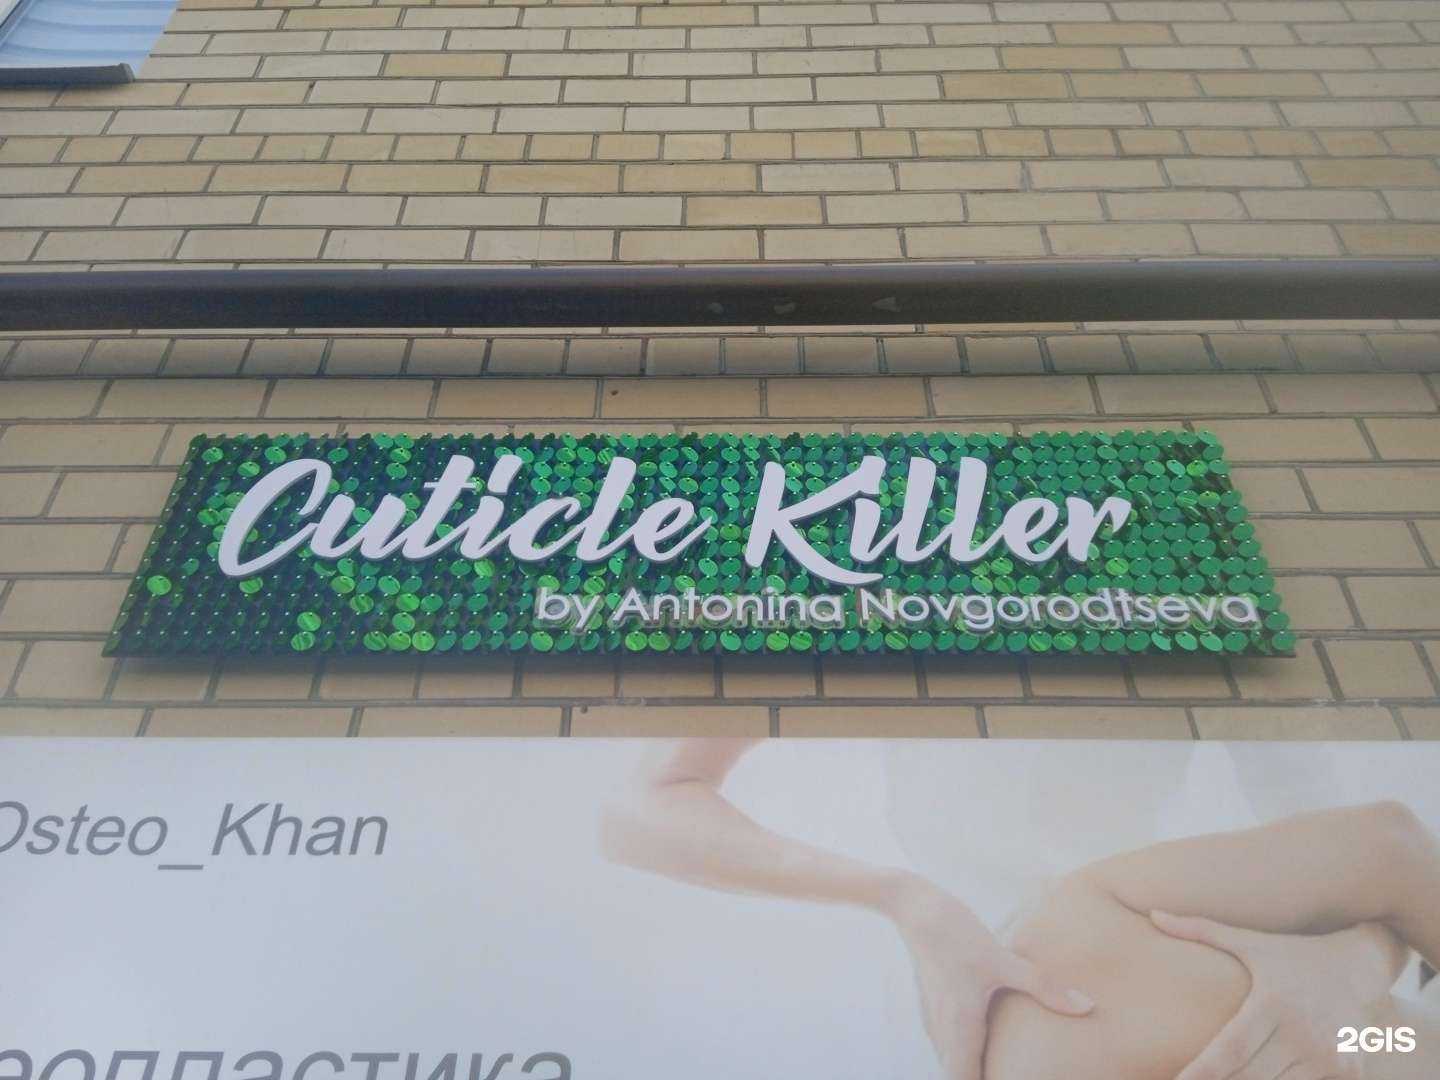 Cuticle Killer
by Antonina Novgorodtseva
Osteo_Khan
2GIS